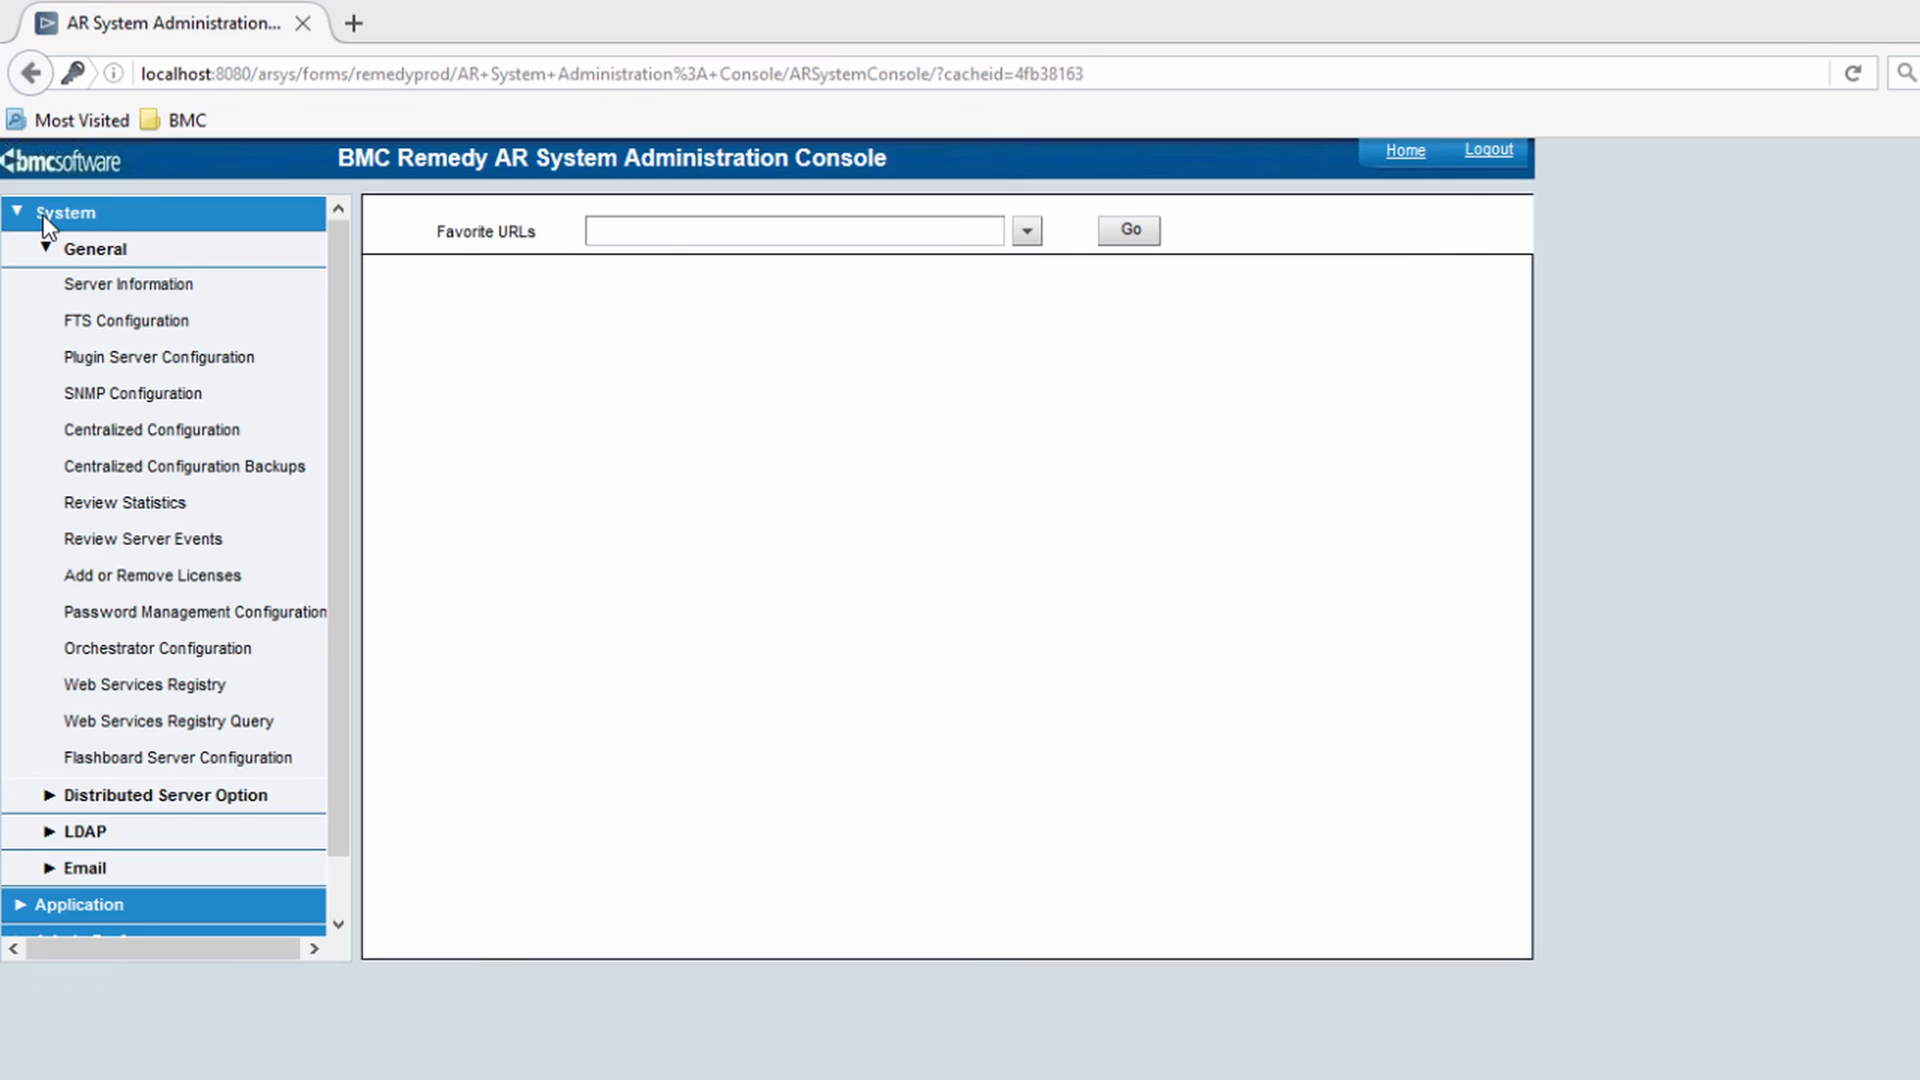 AR System Administration...
localhost:8080/arsys/forms/remedyprod/AR+System+Administration%3A+Console/ARSystemConsole/?cacheid=4fb38163
Most Visited BMC
bmcsoftware BMC Remedy AR System Administration Console Home Logout
System
Favorite URLs Go
General
Server Information
FTS Configuration
Plugin Server Configuration
SNMP Configuration
Centralized Configuration
Centralized Configuration Backups
Review Statistics
Review Server Events
Add or Remove Licenses
Password Management Configuration
Orchestrator Configuration
Web Services Registry
Web Services Registry Query
Flashboard Server Configuration
Distributed Server Option
LDAP
Email
Application